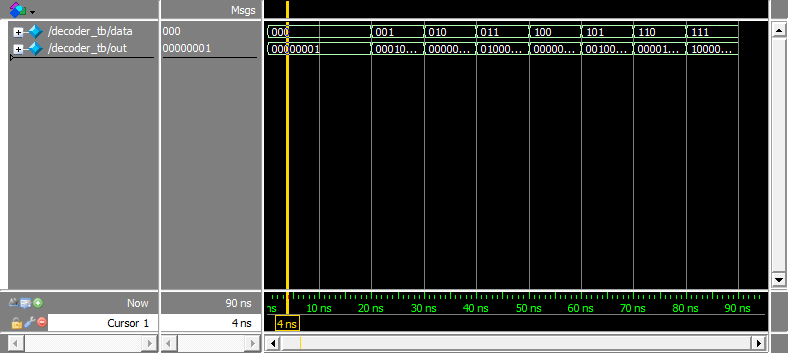 Msgs
/decoder_tb/data 000 000 001 010 011 100 101 110 111
/decoder_tb/out 00000001 00000001 00010... 00000... 01000... 00000... 00100... 00001... 10000...
Now 90 ns ns 10 ns 20 ns 30 ns 40 ns 50 ns 60 ns 70 ns 80 ns 90 ns
Cursor 1 4 ns 4 ns